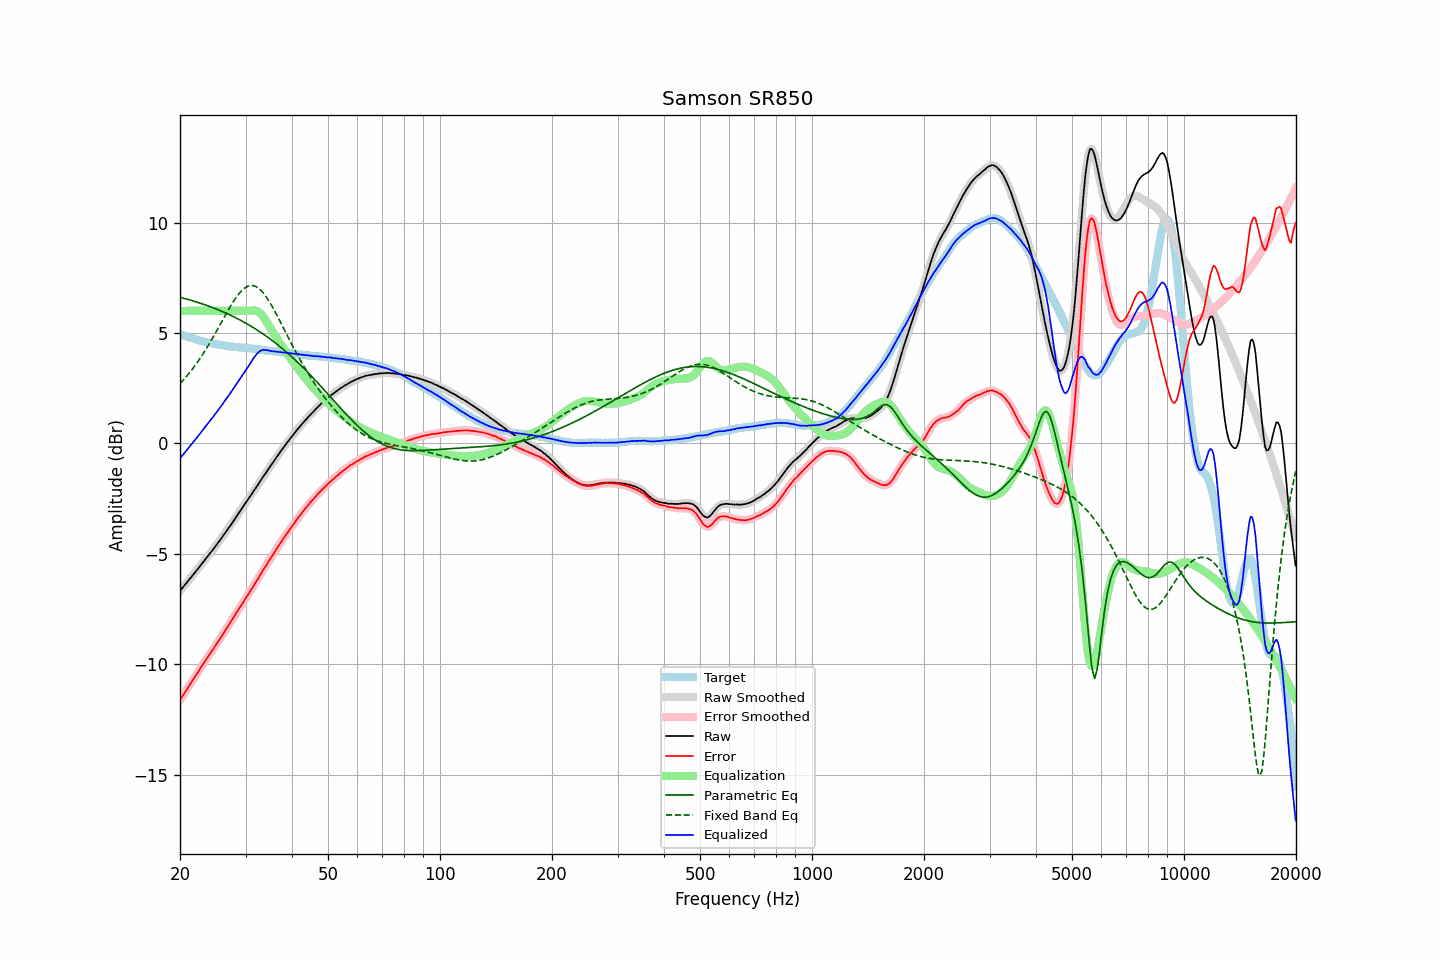 Samson SR850
Amplitude (dBr)
10
5
0
−5
−10
−15
20
50
100
200
500
1000
2000
5000
10000
20000
Frequency (Hz)
Target
Raw Smoothed
Error Smoothed
Raw
Error
Equalization
Parametric Eq
Fixed Band Eq
Equalized